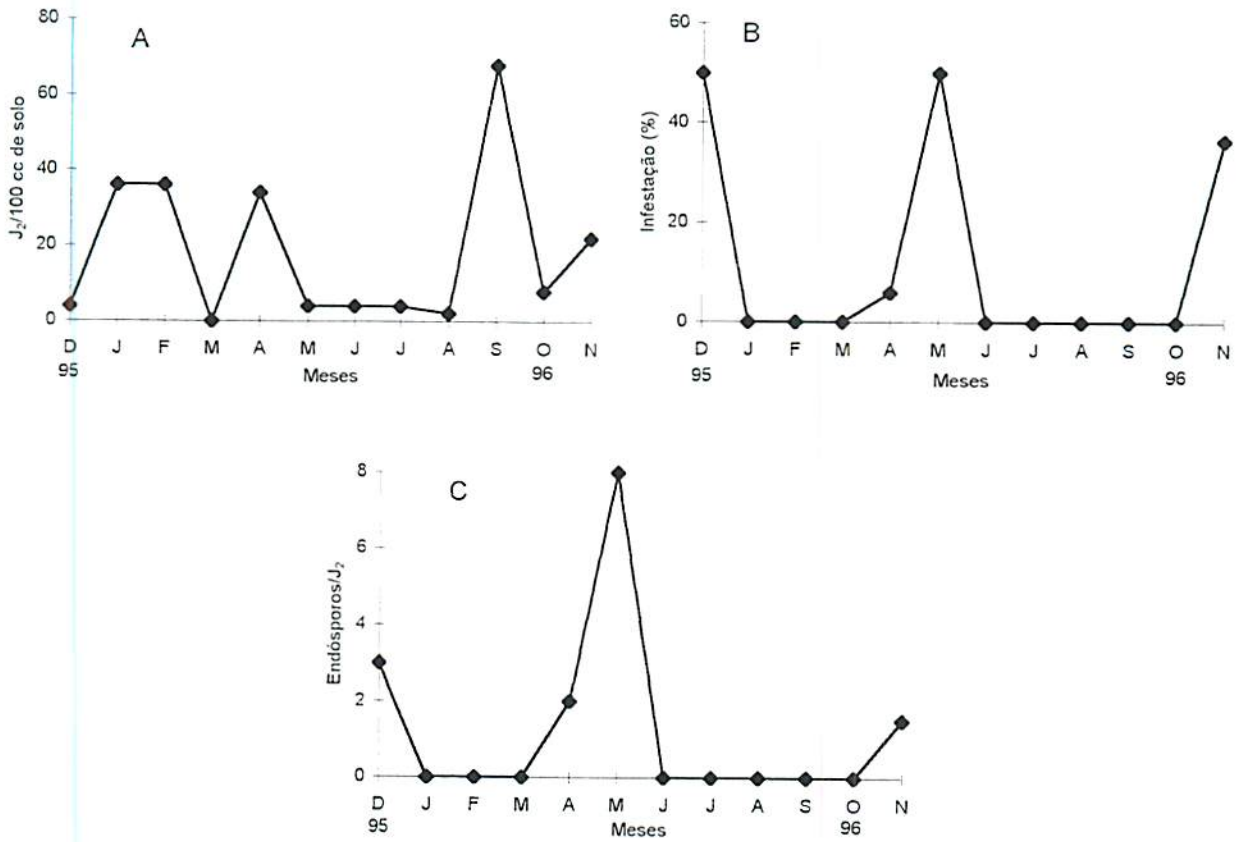 A
J₂/100 cc de solo
80
60
40
20
0
D J F M A M J J A S O N
95 96
Meses
B
Infestação (%)
60
40
20
0
D J F M A M J J A S O N
95 96
Meses
C
Endósporos/J₂
8
6
4
2
0
D J F M A M J J A S O N
95 96
Meses